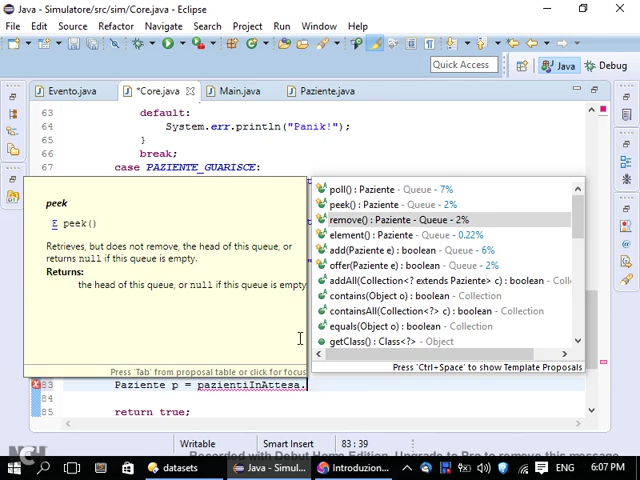 Java - Simulatore/src/sim/Core.java - Eclipse
File Edit Source Refactor Navigate Search Project Run Window Help
Quick Access Java Debug
Evento.java *Core.java Main.java Paziente.java
63 default:
64 System.err.println("Panik!");
65 }
66 break;
67 case PAZIENTE_GUARISCE:
peek
peek()
Retrieves, but does not remove, the head of this queue, or
returns null if this queue is empty.
Returns:
the head of this queue, or null if this queue is empty
Press 'Tab' from proposal table or click for focus
poll() : Paziente - Queue - 7%
peek() : Paziente - Queue - 2%
remove() : Paziente - Queue - 2%
element() : Paziente - Queue - 0.22%
add(Paziente e) : boolean - Queue - 6%
offer(Paziente e) : boolean - Queue - 2%
addAll(Collection<? extends Paziente> c) : boolean - Collection
contains(Object o) : boolean - Collection
containsAll(Collection<?> c) : boolean - Collection
equals(Object o) : boolean - Collection
getClass() : Class<?> - Object
Press 'Ctrl+Space' to show Template Proposals
83 Paziente p = pazientiInAttesa.
84
85 return true;
Writable Smart Insert 83 : 39
Recorded with Debut Home Edition. Upgrade to Pro to remove this message
datasets Java - Simul... Introduzion... ENG 6:07 PM